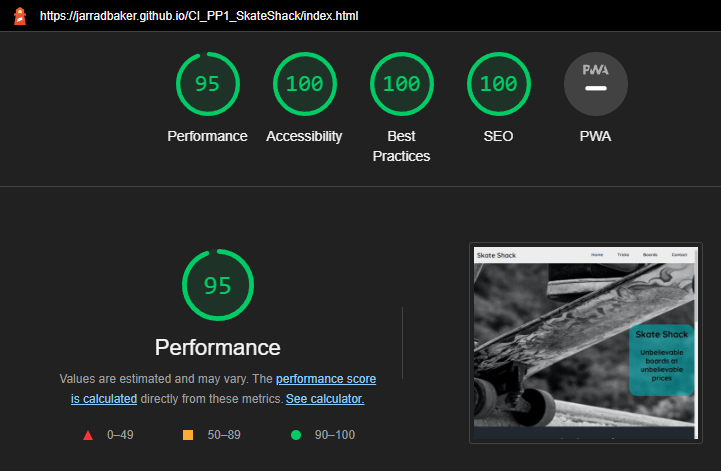 https://jarradbaker.github.io/CI_PP1_SkateShack/index.html
95
100
100
100
PWA
Performance
Accessibility
Best
Practices
SEO
PWA
95
Performance
Values are estimated and may vary. The performance score
is calculated directly from these metrics. See calculator.
0–49
50–89
90–100
Skate Shack
Home
Tricks
Boards
Contact
Skate Shack
Unbelievable
boards at
unbelievable
prices